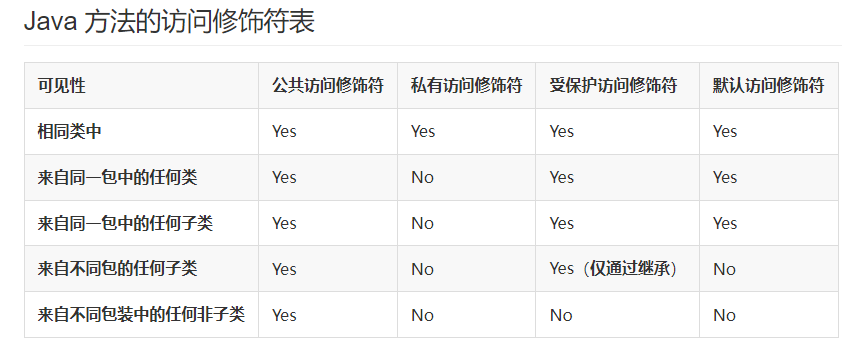 Java 方法的访问修饰符表
可见性 公共访问修饰符 私有访问修饰符 受保护访问修饰符 默认访问修饰符
相同类中 Yes Yes Yes Yes
来自同一包中的任何类 Yes No Yes Yes
来自同一包中的任何子类 Yes No Yes Yes
来自不同包的任何子类 Yes No Yes（仅通过继承） No
来自不同包装中的任何非子类 Yes No No No